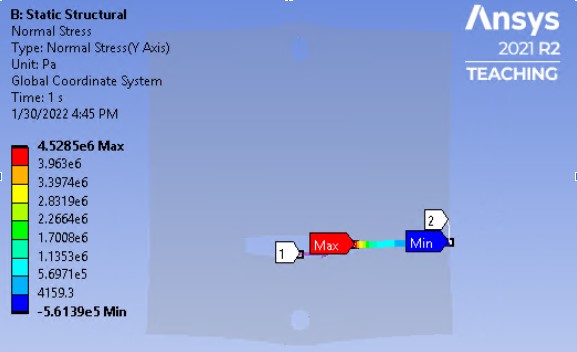 B: Static Structural
Normal Stress
Type: Normal Stress(Y Axis)
Unit: Pa
Global Coordinate System
Time: 1 s
1/30/2022 4:45 PM
Ansys
2021 R2
TEACHING
4.5285e6 Max
3.963e6
3.3974e6
2.8319e6
2.2664e6
1.7008e6
1.1353e6
5.6971e5
4159.3
-5.6139e5 Min
1
Max
Min
2